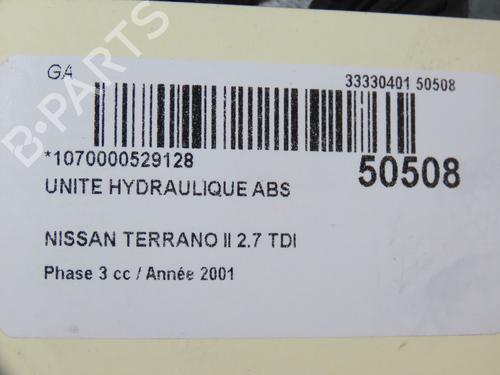 GA
33330401 50508
*1070000529128
50508
UNITE HYDRAULIQUE ABS
NISSAN TERRANO II 2.7 TDI
Phase 3 cc / Année 2001
B-PARTS